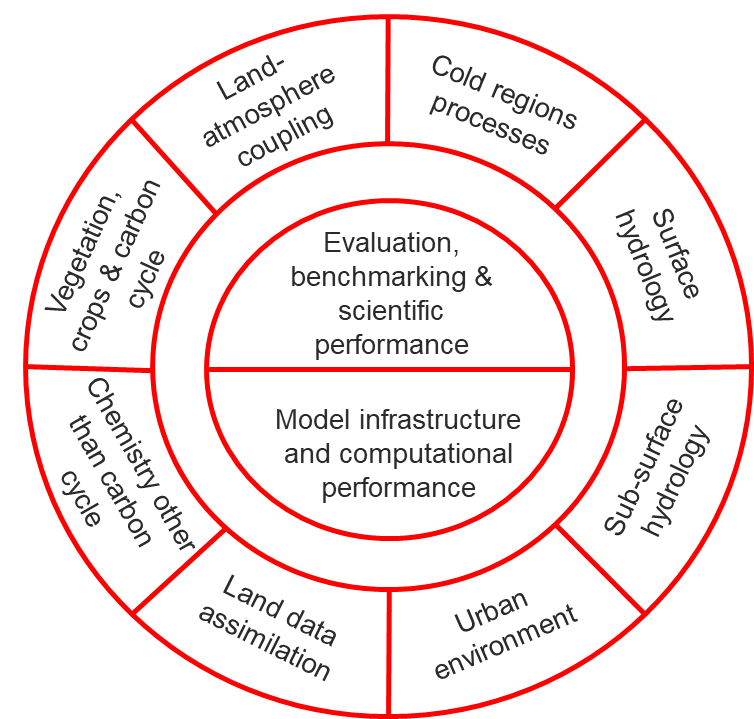 Land-
atmosphere
coupling
Cold regions
processes
Surface
hydrology
Sub-surface
hydrology
Urban
environment
Land data
assimilation
Chemistry other
than carbon
cycle
Vegetation,
crops & carbon
cycle
Evaluation,
benchmarking &
scientific
performance
Model infrastructure
and computational
performance